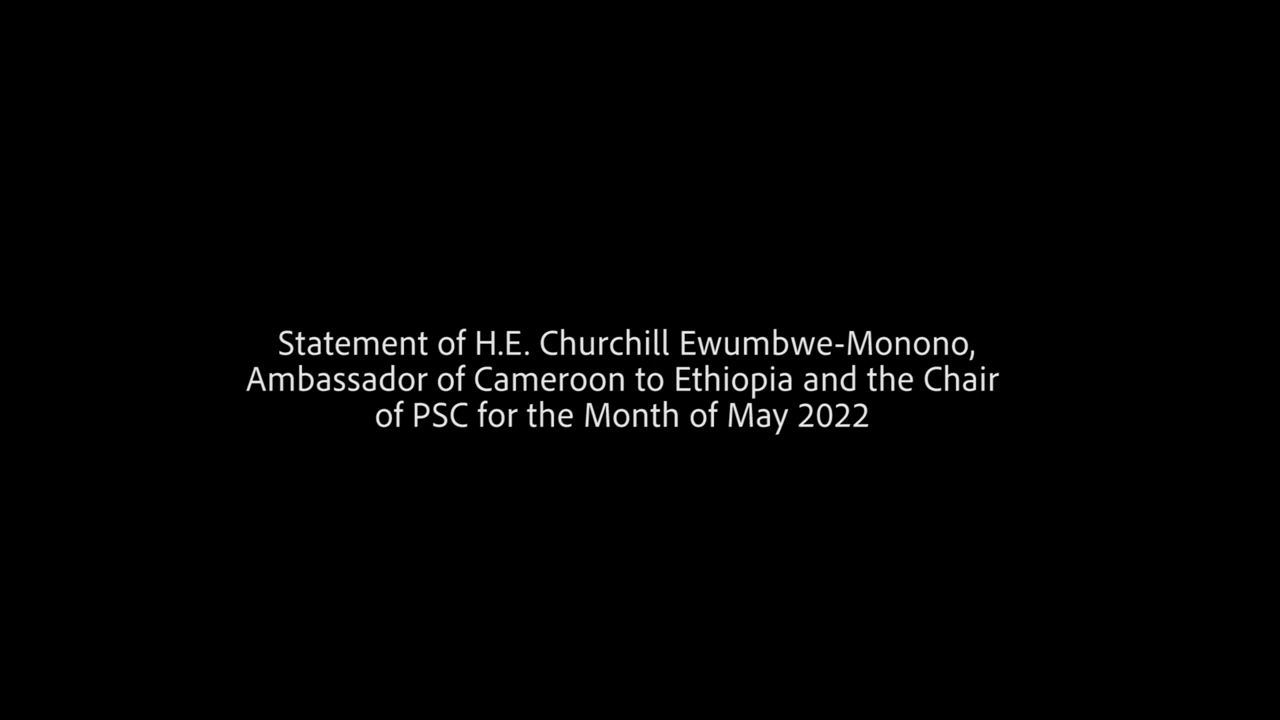 Statement of H.E. Churchill Ewumbwe-Monono,
Ambassador of Cameroon to Ethiopia and the Chair
of PSC for the Month of May 2022